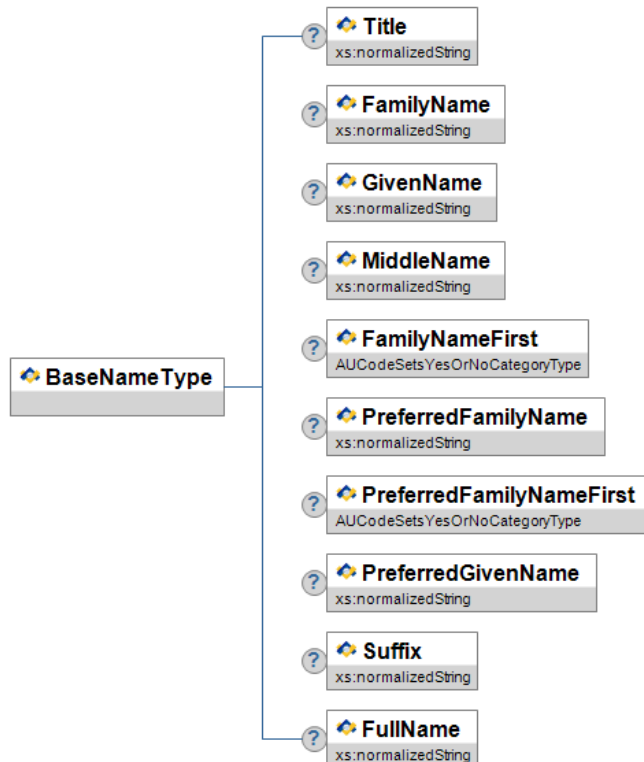 ?
Title
xs:normalizedString
?
FamilyName
xs:normalizedString
?
GivenName
xs:normalizedString
?
MiddleName
xs:normalizedString
?
FamilyNameFirst
AUCodeSetsYesOrNoCategoryType
BaseNameType
?
PreferredFamilyName
xs:normalizedString
?
PreferredFamilyNameFirst
AUCodeSetsYesOrNoCategoryType
?
PreferredGivenName
xs:normalizedString
?
Suffix
xs:normalizedString
?
FullName
xs:normalizedString